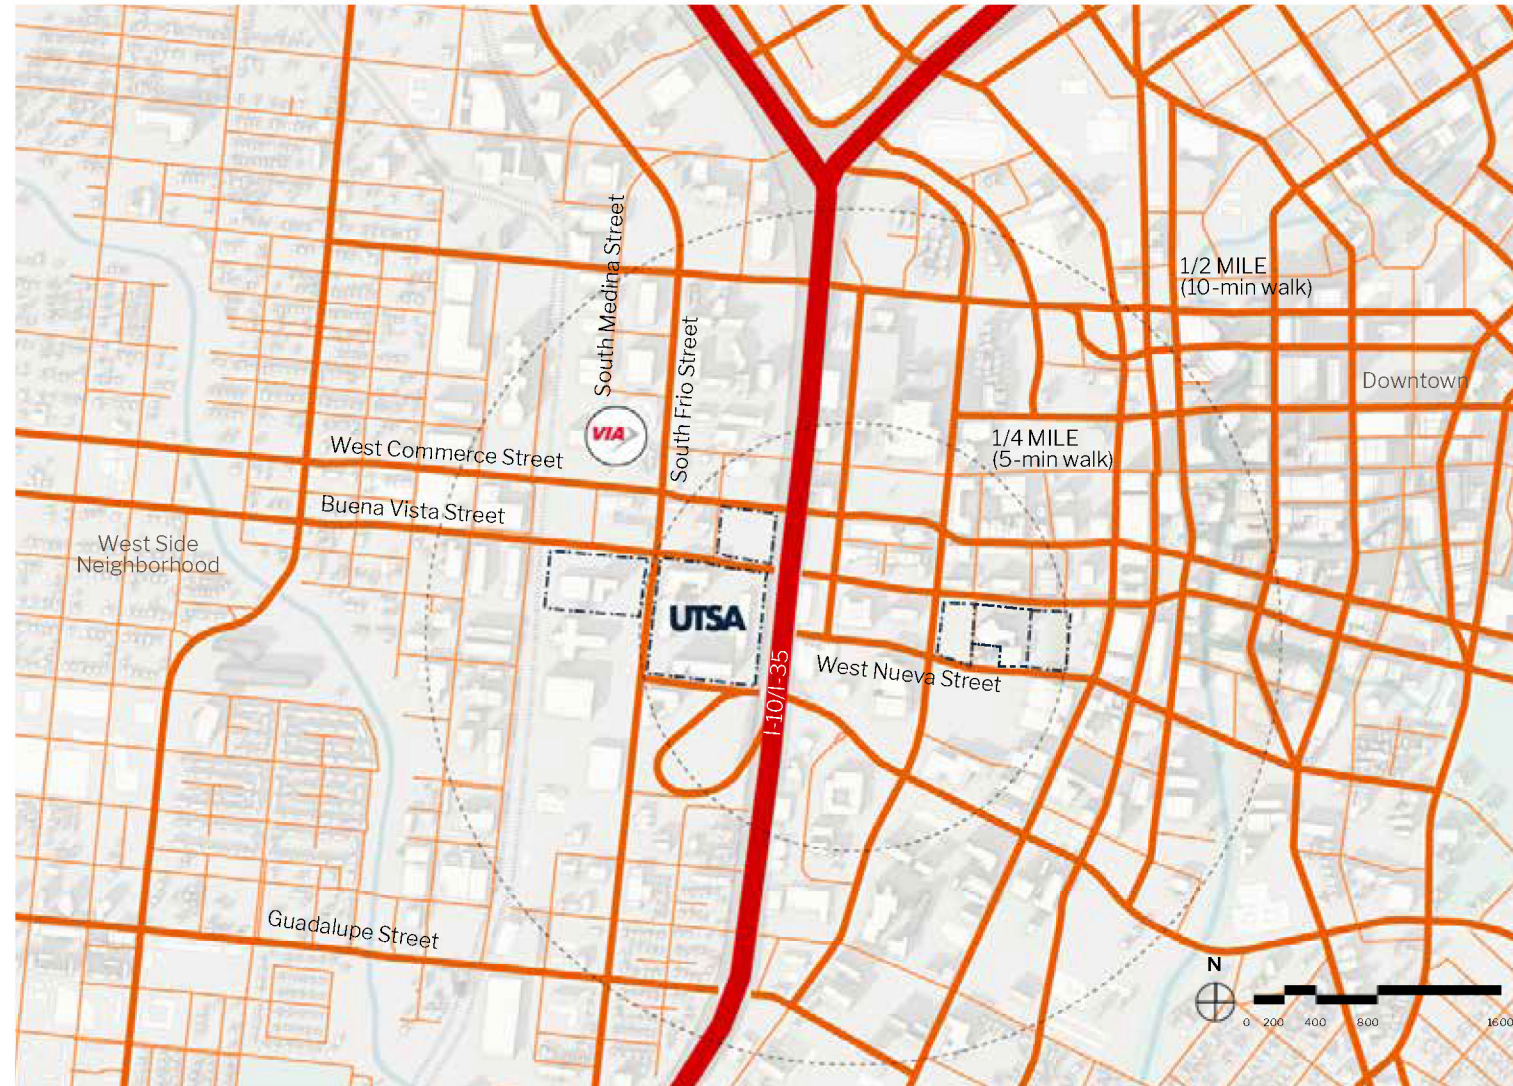 South Medina Street
1/2 MILE
(10-min walk)
South Frio Street
Downtown
VIA
1/4 MILE
(5-min walk)
West Commerce Street
Buena Vista Street
West Side
Neighborhood
UTSA
I-10/I-35
West Nueva Street
Guadalupe Street
N
0 200 400 800 1600